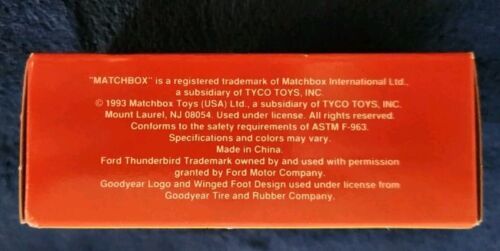 "MATCHBOX" is a registered trademark of Matchbox International Ltd.,
a subsidiary of TYCO TOYS, INC.
© 1993 Matchbox Toys (USA) Ltd., a subsidiary of TYCO TOYS, INC.
Mount Laurel, NJ 08054. Used under license. All rights reserved.
Conforms to the safety requirements of ASTM F-963.
Specifications and colors may vary.
Made in China.
Ford Thunderbird Trademark owned by and used with permission
granted by Ford Motor Company.
Goodyear Logo and Winged Foot Design used under license from
Goodyear Tire and Rubber Company.